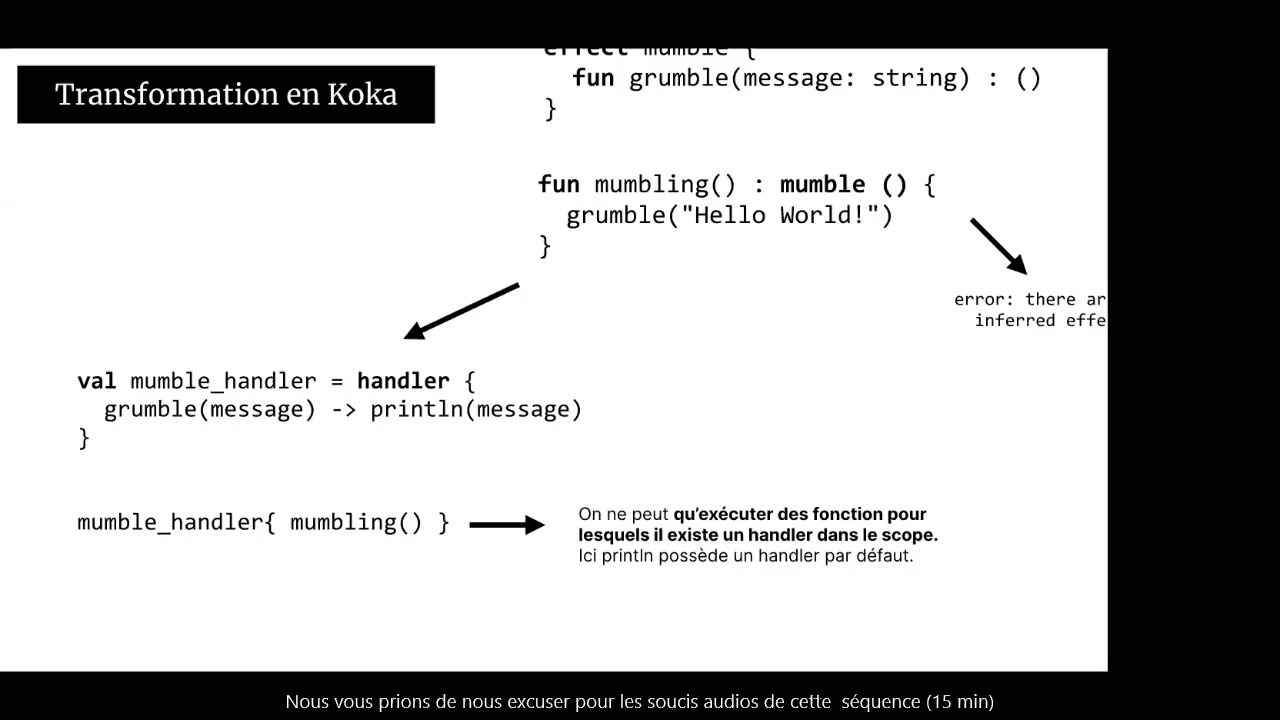 effect mumble {
Transformation en Koka
fun grumble(message: string) : ()
}
fun mumbling() : mumble () {
grumble("Hello World!")
}
error: there ar
inferred effe
val mumble_handler = handler {
grumble(message) -> println(message)
}
mumble_handler{ mumbling() }
On ne peut qu'exécuter des fonction pour
lesquels il existe un handler dans le scope.
Ici println possède un handler par défaut.
Nous vous prions de nous excuser pour les soucis audios de cette séquence (15 min)